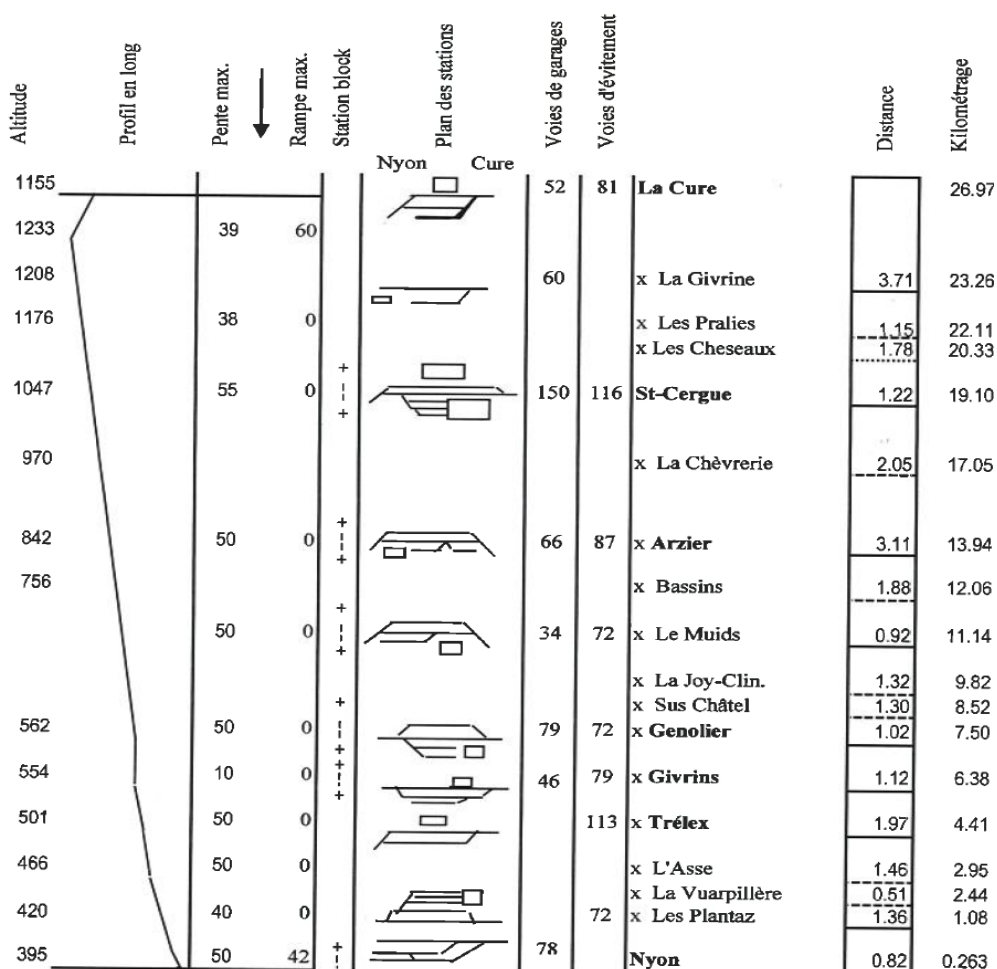 Altitude Profil en long Pente max. Rampe max. Station block Plan des stations Voies de garages Voies d'évitement Distance Kilométrage
Nyon Cure
1155 52 81 La Cure 26.97
1233 39 60
1208 60 x La Givrine 3.71 23.26
1176 38 0 x Les Pralies 1.15 22.11
x Les Cheseaux 1.78 20.33
+
1047 55 0 150 116 St-Cergue 1.22 19.10
+
970 x La Chèvrerie 2.05 17.05
+
842 50 0 66 87 x Arzier 3.11 13.94
+
756 x Bassins 1.88 12.06
+
50 0 34 72 x Le Muids 0.92 11.14
+
x La Joy-Clin. 1.32 9.82
+ x Sus Châtel 1.30 8.52
562 50 0 79 72 x Genolier 1.02 7.50
+
+
554 10 0 46 79 x Givrins 1.12 6.38
+
501 50 0 113 x Trélex 1.97 4.41
466 50 0 x L'Asse 1.46 2.95
x La Vuarpillère 0.51 2.44
420 40 0 72 x Les Plantaz 1.36 1.08
+
395 50 42 78 Nyon 0.82 0.263